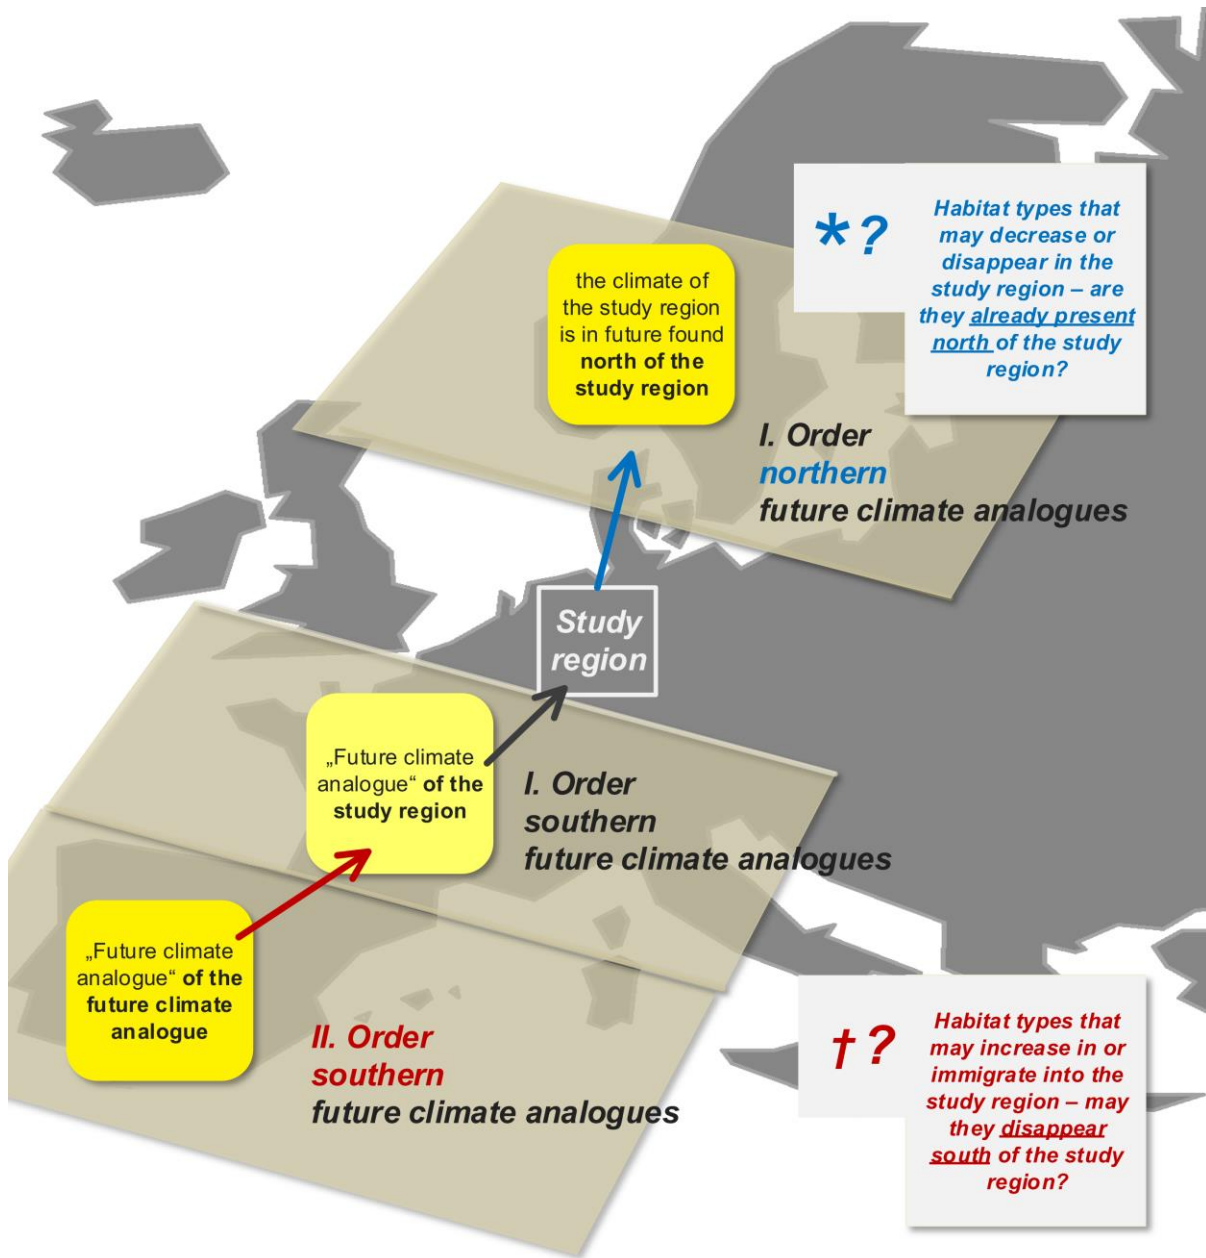 *?
Habitat types that
may decrease or
disappear in the
study region – are
they already present
north of the study
region?
the climate of
the study region
is in future found
north of the
study region
I. Order
northern
future climate analogues
Study
region
„Future climate
analogue“ of the
study region
I. Order
southern
future climate analogues
„Future climate
analogue“ of the
future climate
analogue
II. Order
southern
future climate analogues
†?
Habitat types that
may increase in or
immigrate into the
study region – may
they disappear
south of the study
region?